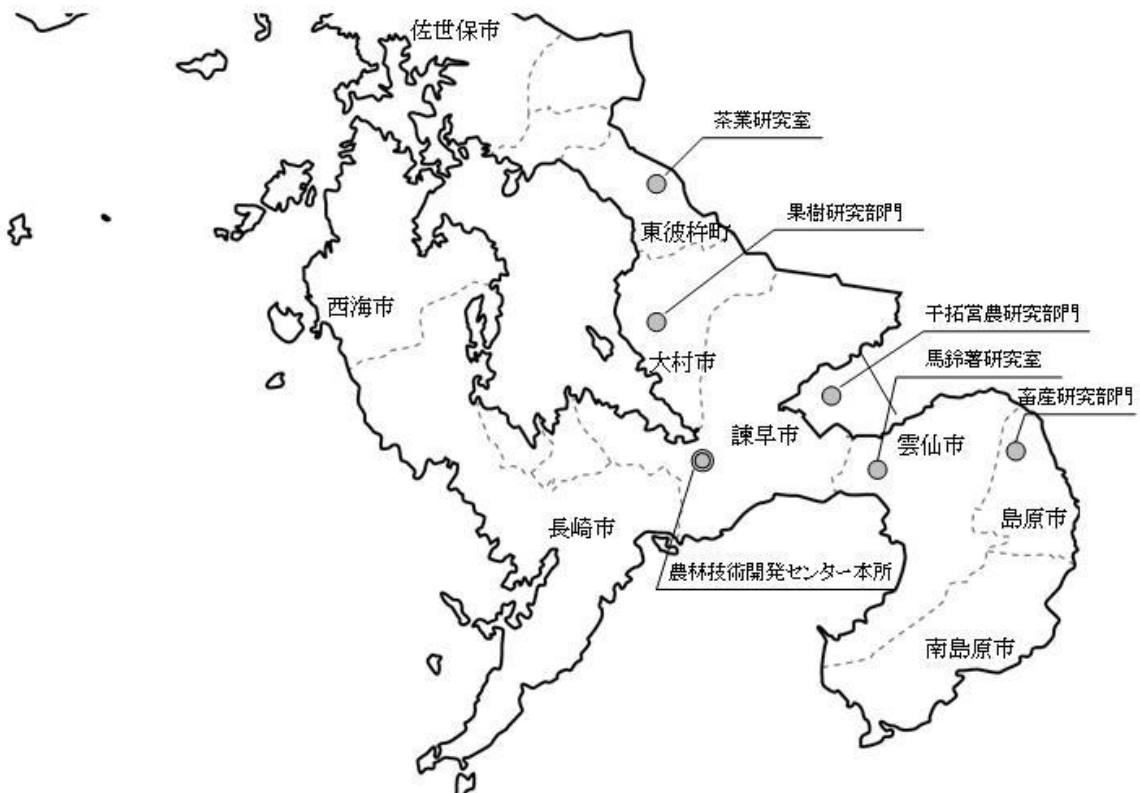 佐世保市
茶業研究室
果樹研究部門
東彼杵町
西海市
干拓営農研究部門
大村市
馬鈴薯研究室
畜産研究部門
諫早市
雲仙市
島原市
長崎市
農林技術開発センター本所
南島原市